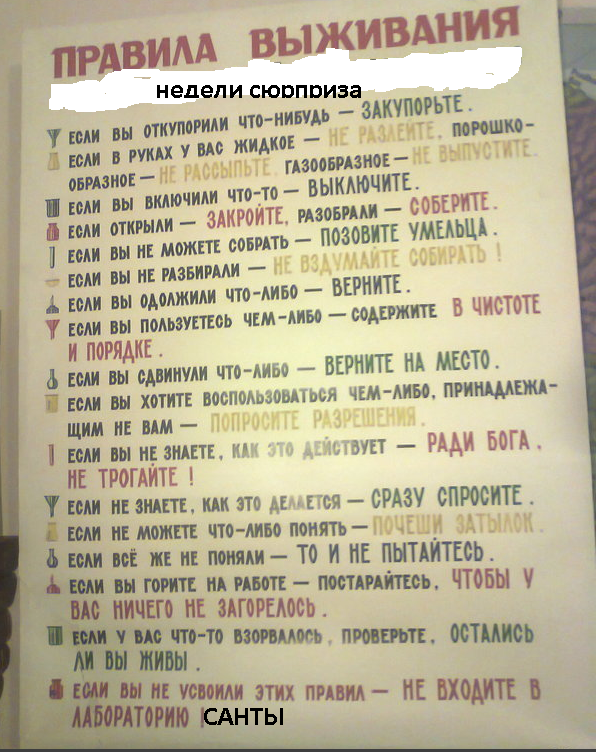 ПРАВИЛА ВЫЖИВАНИЯ
недели сюрприза
ЕСЛИ ВЫ ОТКУПОРИЛИ ЧТО-НИБУДЬ — ЗАКУПОРЬТЕ.
ЕСЛИ В РУКАХ У ВАС ЖИДКОЕ — НЕ РАЗЛЕЙТЕ, ПОРОШКО-
ОБРАЗНОЕ — НЕ РАССЫПЬТЕ, ГАЗООБРАЗНОЕ — НЕ ВЫПУСТИТЕ.
ЕСЛИ ВЫ ВКЛЮЧИЛИ ЧТО-ТО — ВЫКЛЮЧИТЕ.
ЕСЛИ ОТКРЫЛИ — ЗАКРОЙТЕ, РАЗОБРАЛИ — СОБЕРИТЕ.
ЕСЛИ ВЫ НЕ МОЖЕТЕ СОБРАТЬ — ПОЗОВИТЕ УМЕЛЬЦА.
ЕСЛИ ВЫ НЕ РАЗБИРАЛИ — НЕ ВЗДУМАЙТЕ СОБИРАТЬ!
ЕСЛИ ВЫ ОДОЛЖИЛИ ЧТО-ЛИБО — ВЕРНИТЕ.
ЕСЛИ ВЫ ПОЛЬЗУЕТЕСЬ ЧЕМ-ЛИБО — СОДЕРЖИТЕ В ЧИСТОТЕ
И ПОРЯДКЕ.
ЕСЛИ ВЫ СДВИНУЛИ ЧТО-ЛИБО — ВЕРНИТЕ НА МЕСТО.
ЕСЛИ ВЫ ХОТИТЕ ВОСПОЛЬЗОВАТЬСЯ ЧЕМ-ЛИБО, ПРИНАДЛЕЖА-
ЩИМ НЕ ВАМ — ПОПРОСИТЕ РАЗРЕШЕНИЯ.
ЕСЛИ ВЫ НЕ ЗНАЕТЕ, КАК ЭТО ДЕЙСТВУЕТ — РАДИ БОГА,
НЕ ТРОГАЙТЕ!
ЕСЛИ НЕ ЗНАЕТЕ, КАК ЭТО ДЕЛАЕТСЯ — СРАЗУ СПРОСИТЕ.
ЕСЛИ НЕ МОЖЕТЕ ЧТО-ЛИБО ПОНЯТЬ — ПОЧЕШИ ЗАТЫЛОК.
ЕСЛИ ВСЁ ЖЕ НЕ ПОНЯЛИ — ТО И НЕ ПЫТАЙТЕСЬ.
ЕСЛИ ВЫ ГОРИТЕ НА РАБОТЕ — ПОСТАРАЙТЕСЬ, ЧТОБЫ У
ВАС НИЧЕГО НЕ ЗАГОРЕЛОСЬ.
ЕСЛИ У ВАС ЧТО-ТО ВЗОРВАЛОСЬ, ПРОВЕРЬТЕ, ОСТАЛИСЬ
ЛИ ВЫ ЖИВЫ.
ЕСЛИ ВЫ НЕ УСВОИЛИ ЭТИХ ПРАВИЛ — НЕ ВХОДИТЕ В
ЛАБОРАТОРИЮ САНТЫ